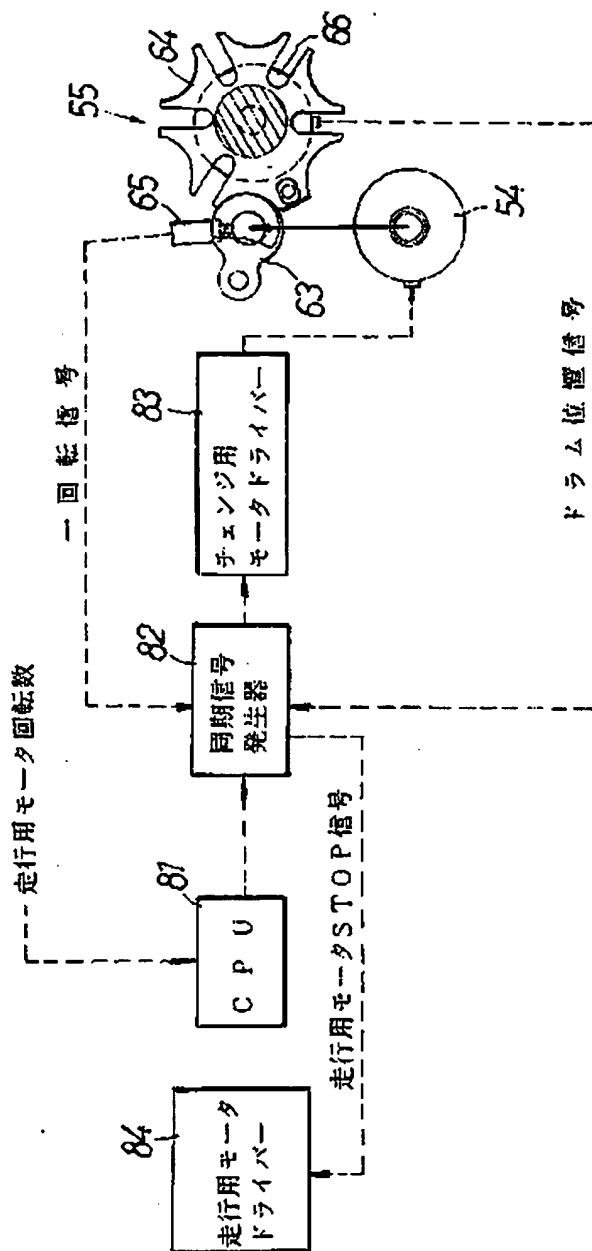 55
64
66
65
63
54
一回転信号
83
チェンジ用
モータドライバー
ドラム位置信号
82
同期信号
発生器
走行用モータ回転数
81
CPU
走行用モータSTOP信号
84
走行用モータ
ドライバー